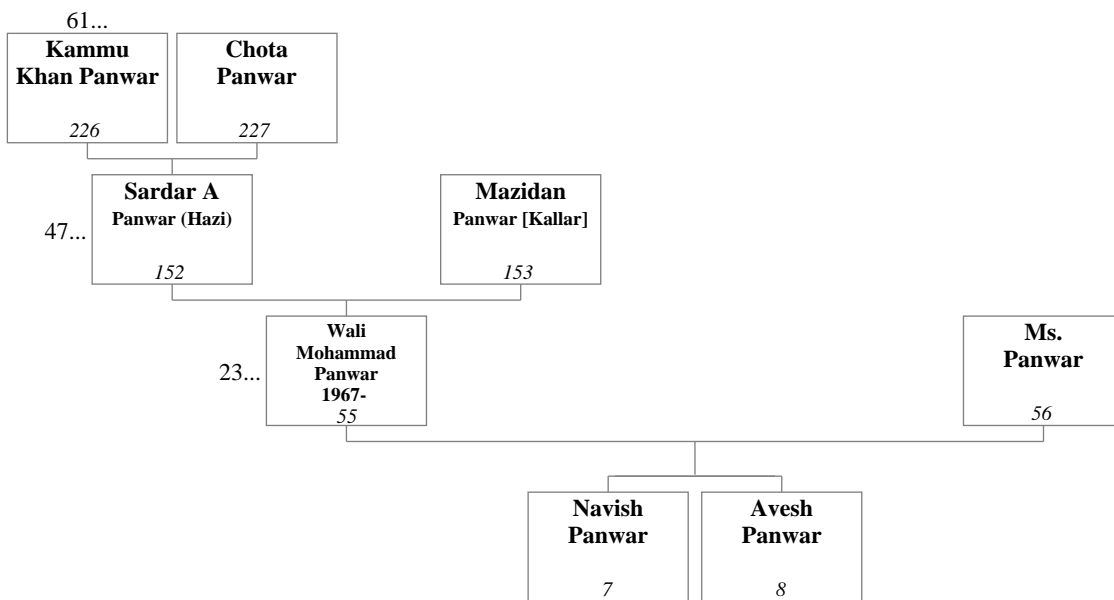 61...
Kammu
Khan Panwar
226
Chota
Panwar
227
47...
Sardar A
Panwar (Hazi)
152
Mazidan
Panwar [Kallar]
153
23...
Wali
Mohammad
Panwar
1967-
55
Ms.
Panwar
56
Navish
Panwar
7
Avesh
Panwar
8